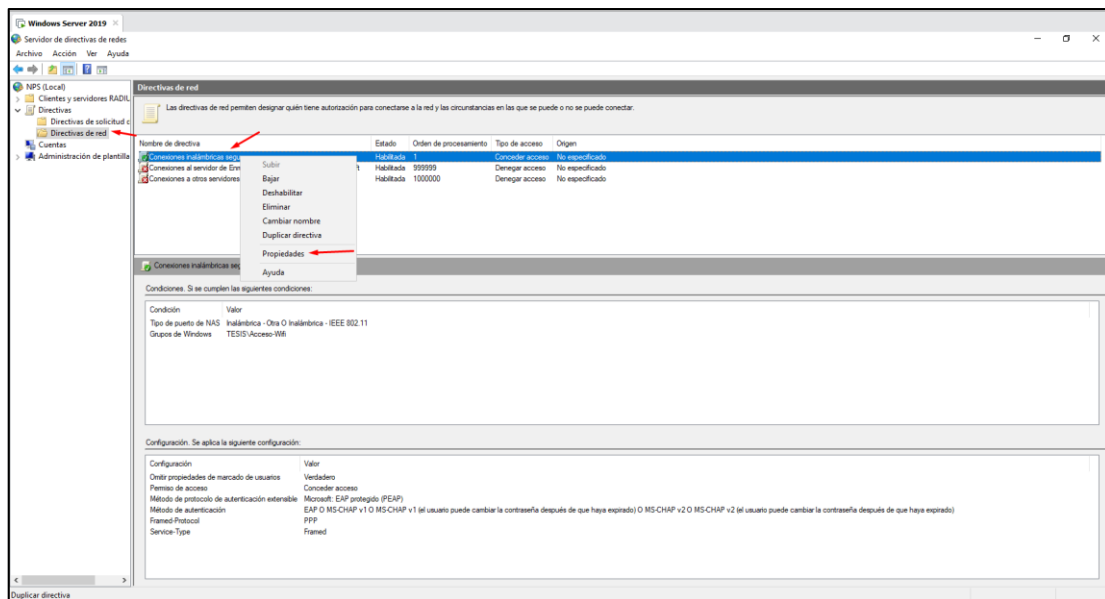 Windows Server 2019
Servidor de directivas de redes
Archivo Acción Ver Ayuda
NPS (Local)
Clientes y servidores RADIU
Directivas
Directivas de solicitud c
Directivas de red
Cuentas
Administración de plantilla
Directivas de red
Las directivas de red permiten designar quién tiene autorización para conectarse a la red y las circunstancias en las que se puede o no se puede conectar.
Nombre de directiva Estado Orden de procesamiento Tipo de acceso Origen
Conexiones inalámbricas segu Habilitada 1 Conceder acceso No especificado
Conexiones al servidor de Enr t Habilitada 999999 Denegar acceso No especificado
Conexiones a otros servidores Habilitada 1000000 Denegar acceso No especificado
Subir
Bajar
Deshabilitar
Eliminar
Cambiar nombre
Duplicar directiva
Propiedades
Ayuda
Conexiones inalámbricas seg
Condiciones. Si se cumplen las siguientes condiciones:
Condición Valor
Tipo de puerto de NAS Inalámbrica - Otra O Inalámbrica - IEEE 802.11
Grupos de Windows TESIS\Acceso-Wifi
Configuración. Se aplica la siguiente configuración:
Configuración Valor
Omitir propiedades de marcado de usuarios Verdadero
Permiso de acceso Conceder acceso
Método de protocolo de autenticación extensible Microsoft: EAP protegido (PEAP)
Método de autenticación EAP O MS-CHAP v1 O MS-CHAP v1 (el usuario puede cambiar la contraseña después de que haya expirado) O MS-CHAP v2 O MS-CHAP v2 (el usuario puede cambiar la contraseña después de que haya expirado)
Framed-Protocol PPP
Service-Type Framed
Duplicar directiva